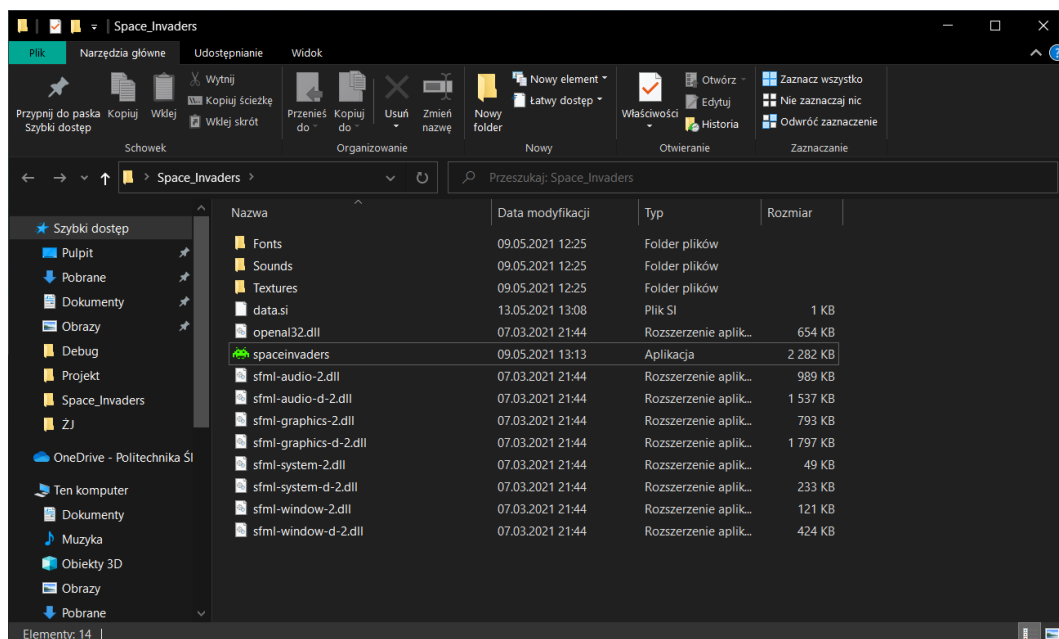 Space_Invaders
Plik Narzędzia główne Udostępnianie Widok
Przypnij do paska Szybki dostęp
Kopiuj
Wklej
Wytnij
Kopiuj ścieżkę
Wklej skrót
Schowek
Przenieś do
Kopiuj do
Usuń
Zmień nazwę
Organizowanie
Nowy folder
Nowy element
Łatwy dostęp
Nowy
Właściwości
Otwórz
Edytuj
Historia
Otwieranie
Zaznacz wszystko
Nie zaznaczaj nic
Odwróć zaznaczenie
Zaznaczanie
Space_Invaders
Przeszukaj: Space_Invaders
Szybki dostęp
Pulpit
Pobrane
Dokumenty
Obrazy
Debug
Projekt
Space_Invaders
ŻJ
OneDrive - Politechnika Śl
Ten komputer
Dokumenty
Muzyka
Obiekty 3D
Obrazy
Pobrane
Nazwa Data modyfikacji Typ Rozmiar
Fonts 09.05.2021 12:25 Folder plików
Sounds 09.05.2021 12:25 Folder plików
Textures 09.05.2021 12:25 Folder plików
data.si 13.05.2021 13:08 Plik SI 1 KB
openal32.dll 07.03.2021 21:44 Rozszerzenie aplik... 654 KB
spaceinvaders 09.05.2021 13:13 Aplikacja 2 282 KB
sfml-audio-2.dll 07.03.2021 21:44 Rozszerzenie aplik... 989 KB
sfml-audio-d-2.dll 07.03.2021 21:44 Rozszerzenie aplik... 1 537 KB
sfml-graphics-2.dll 07.03.2021 21:44 Rozszerzenie aplik... 793 KB
sfml-graphics-d-2.dll 07.03.2021 21:44 Rozszerzenie aplik... 1 797 KB
sfml-system-2.dll 07.03.2021 21:44 Rozszerzenie aplik... 49 KB
sfml-system-d-2.dll 07.03.2021 21:44 Rozszerzenie aplik... 233 KB
sfml-window-2.dll 07.03.2021 21:44 Rozszerzenie aplik... 121 KB
sfml-window-d-2.dll 07.03.2021 21:44 Rozszerzenie aplik... 424 KB
Elementy: 14